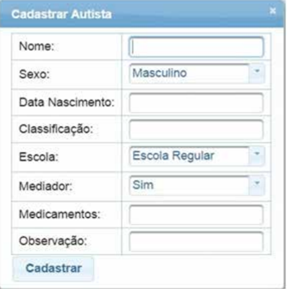 Cadastrar Autista
Nome:
Sexo: Masculino
Data Nascimento:
Classificação:
Escola: Escola Regular
Mediador: Sim
Medicamentos:
Observação:
Cadastrar